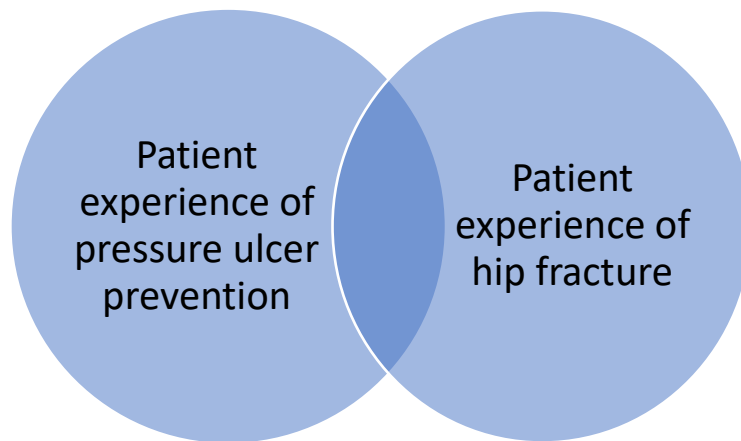 Patient
experience of
pressure ulcer
prevention
Patient
experience of
hip fracture